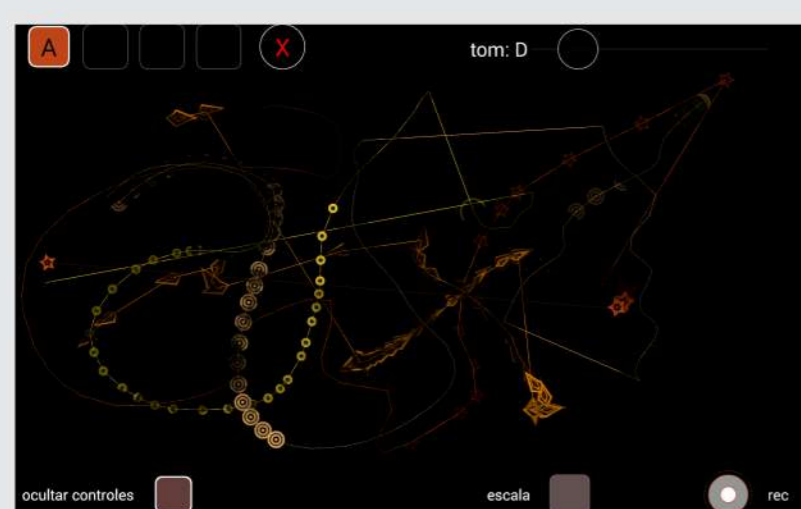 A
X
tom: D
ocultar controles
escala
rec